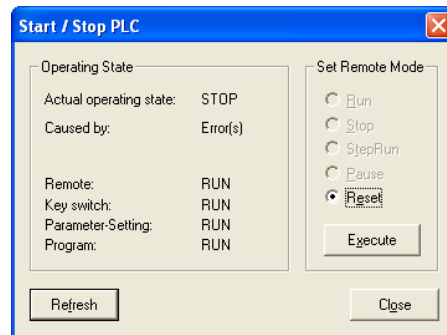 Start / Stop PLC
Operating State
Actual operating state: STOP
Caused by: Error(s)
Remote: RUN
Key switch: RUN
Parameter-Setting: RUN
Program: RUN
Set Remote Mode
Run
Stop
StepRun
Pause
Reset
Execute
Refresh
Close